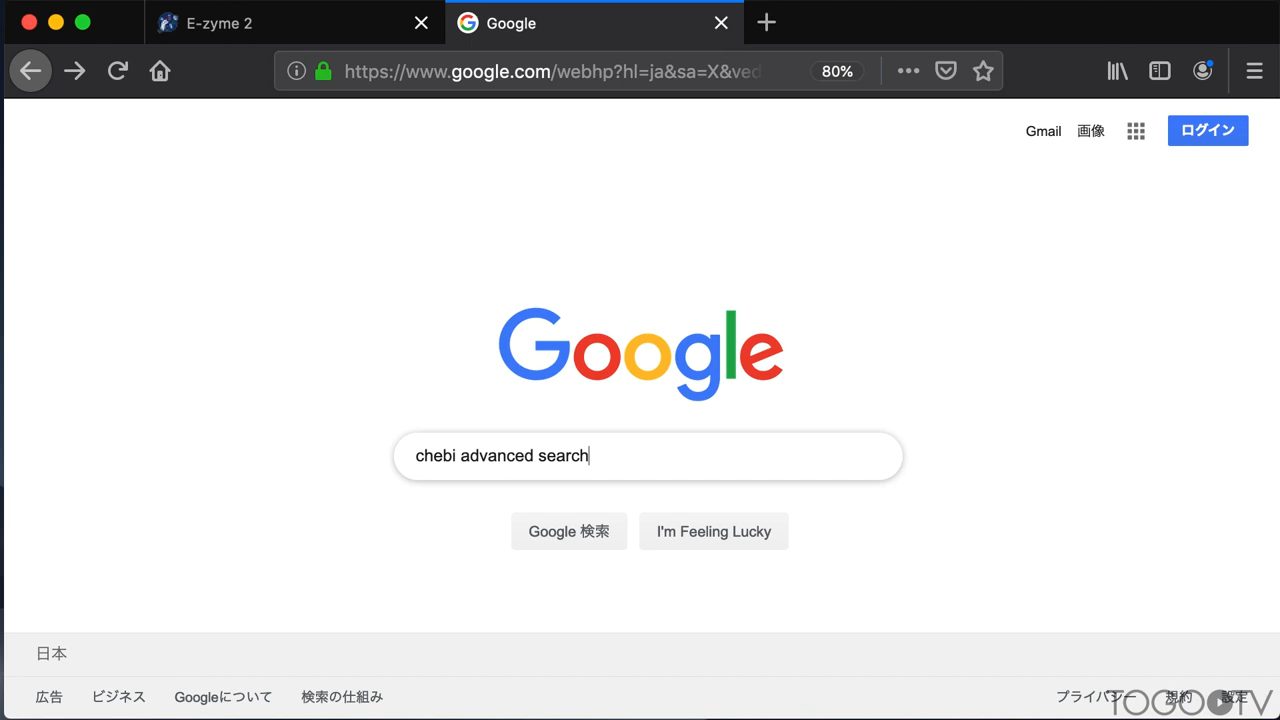 E-zyme 2
Google
https://www.google.com/webhp?hl=ja&sa=X&ved
80%
Gmail 画像 ログイン
Google
chebi advanced search
Google 検索 I'm Feeling Lucky
日本
広告 ビジネス Googleについて 検索の仕組み プライバシー 規約 設定
TOGOTV